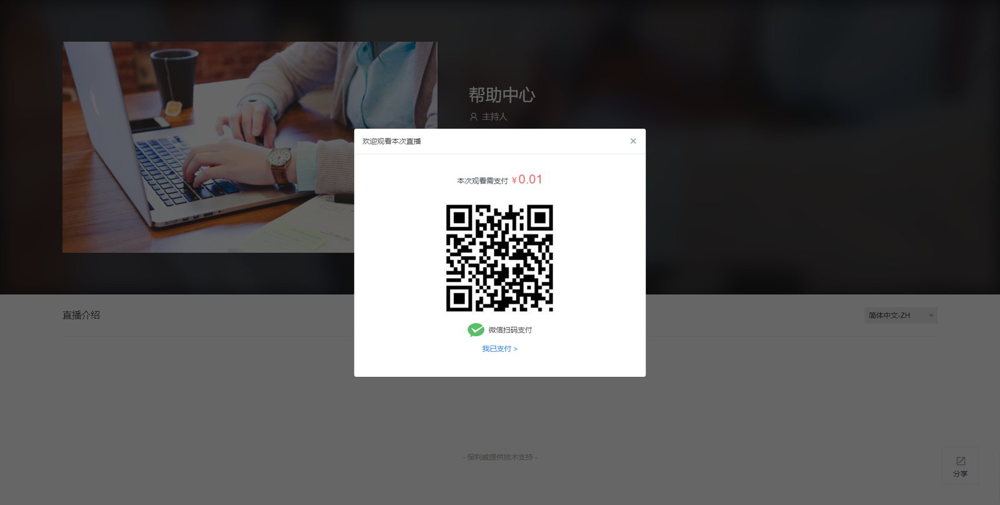 帮助中心
主持人
欢迎观看本次直播
本次观看需支付 ¥0.01
微信扫码支付
我已支付 >
直播介绍
简体中文-ZH
- 保利威提供技术支持 -
分享